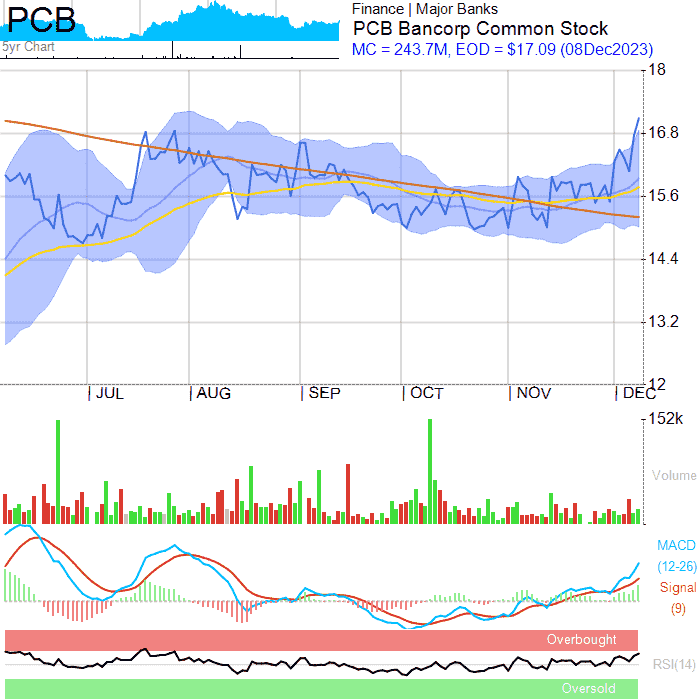 PCB
5yr Chart
Finance | Major Banks
PCB Bancorp Common Stock
MC = 243.7M, EOD = $17.09 (08Dec2023)
18
16.8
15.6
14.4
13.2
12
JUL AUG SEP OCT NOV DEC
152k
Volume
MACD
(12-26)
Signal
(9)
Overbought
RSI(14)
Oversold